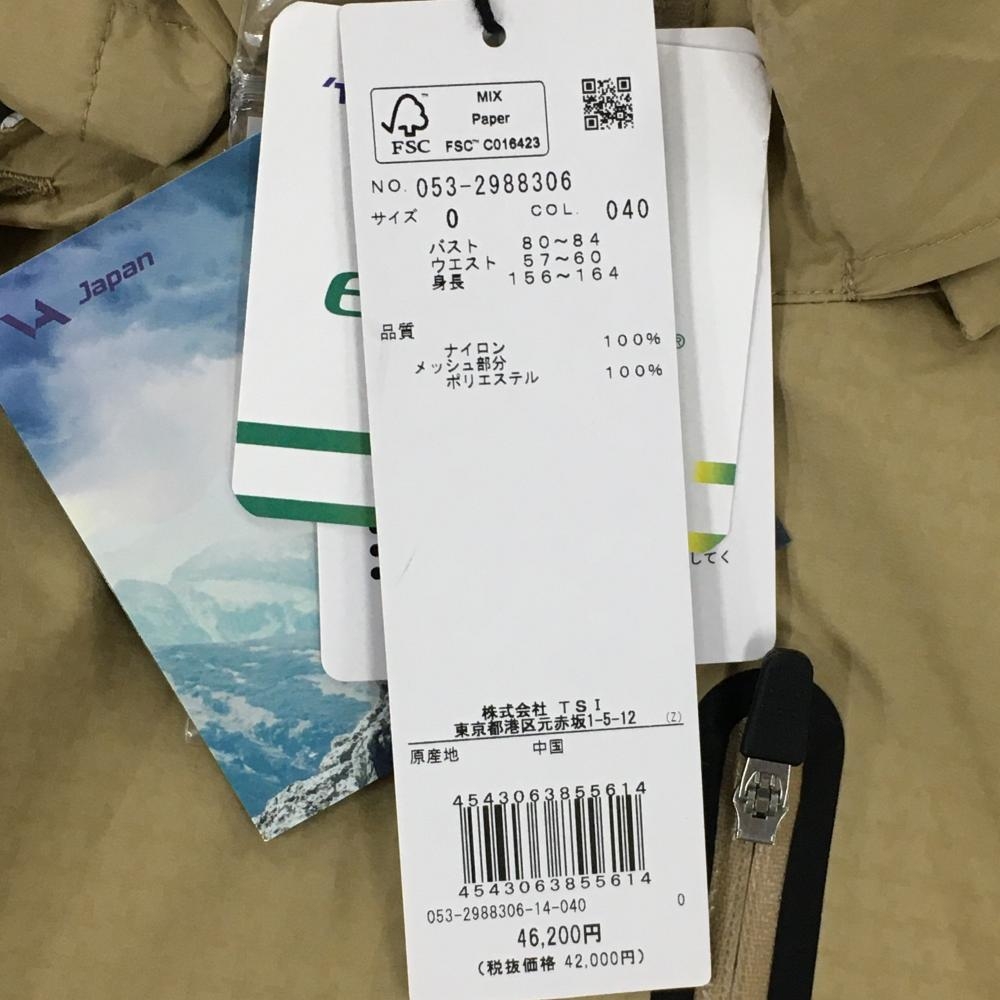 MIX
Paper
FSC
FSC™ C016423
NO. 053-2988306
サイズ 0 COL. 040
バスト 80～84
ウエスト 57～60
身長 156～164
品質
ナイロン 100%
メッシュ部分
ポリエステル 100%
株式会社 TSI
東京都港区元赤坂1-5-12 (Z)
原産地 中国
4543063855614
4543063855614
053-2988306-14-040 0
46,200円
(税抜価格 42,000円)
Japan
®
してく